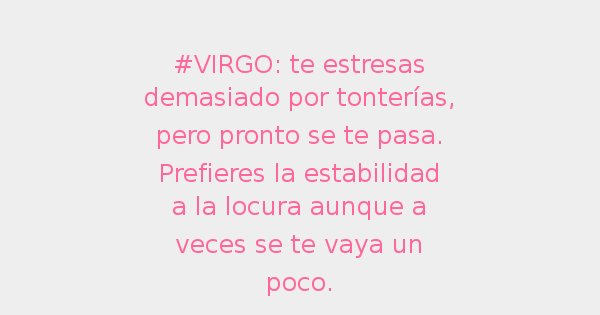 #VIRGO: te estresas
demasiado por tonterías,
pero pronto se te pasa.
Prefieres la estabilidad
a la locura aunque a
veces se te vaya un
poco.